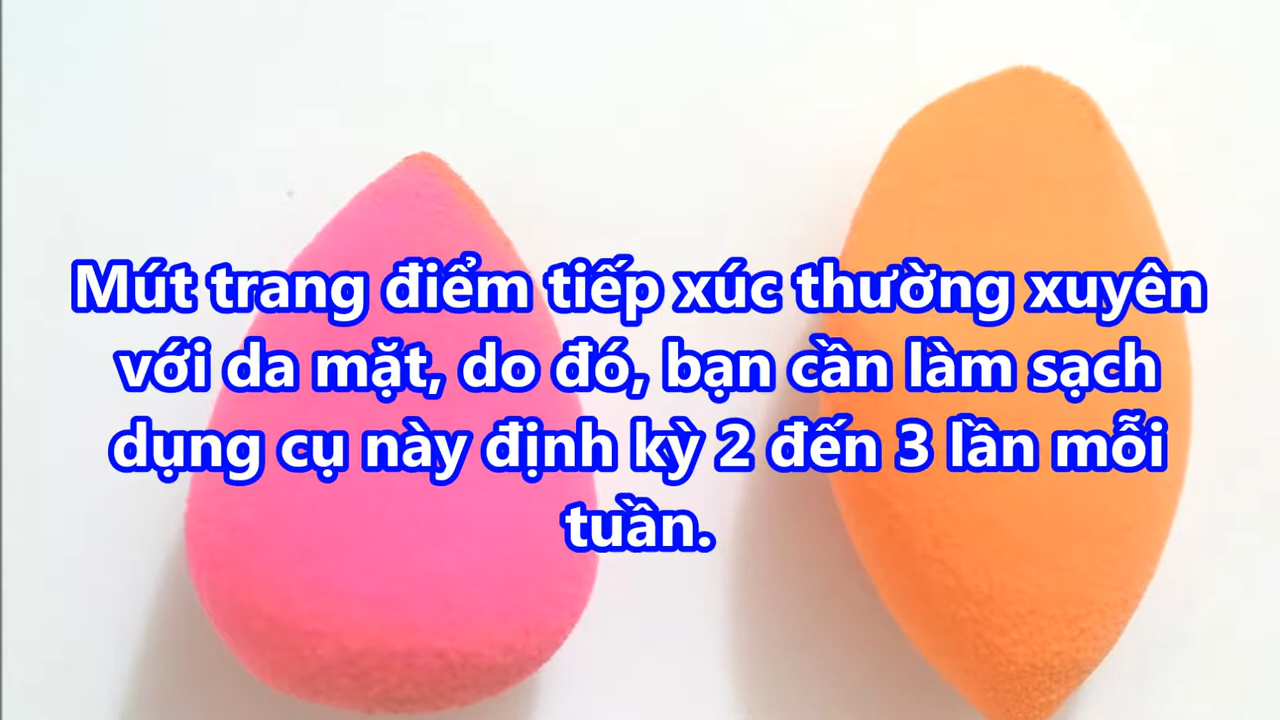 Mút trang điểm tiếp xúc thường xuyên
với da mặt, do đó, bạn cần làm sạch
dụng cụ này định kỳ 2 đến 3 lần mỗi
tuần.